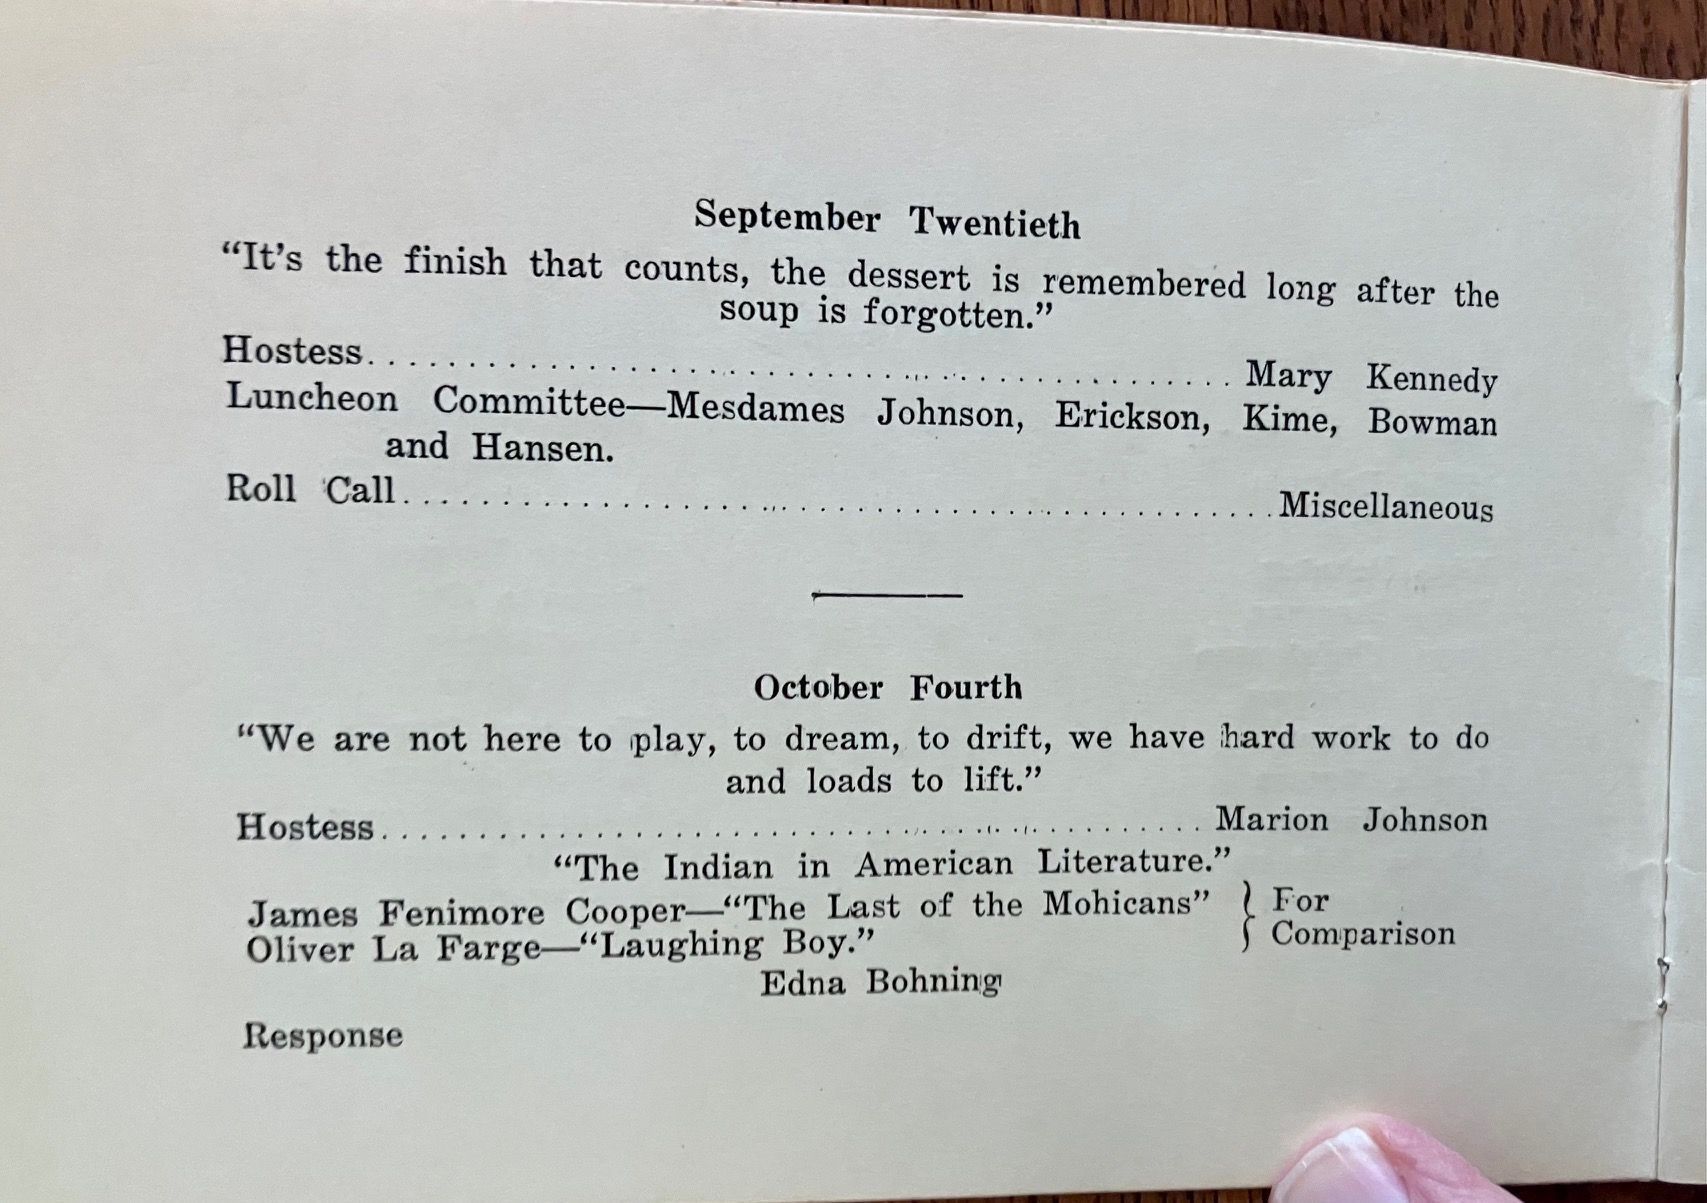 September Twentieth
“It’s the finish that counts, the dessert is remembered long after the
soup is forgotten.”
Hostess........................................Mary Kennedy
Luncheon Committee—Mesdames Johnson, Erickson, Kime, Bowman
and Hansen.
Roll Call........................................Miscellaneous
October Fourth
“We are not here to play, to dream, to drift, we have hard work to do
and loads to lift.”
Hostess........................................Marion Johnson
“The Indian in American Literature.”
James Fenimore Cooper—“The Last of the Mohicans” } For
Oliver La Farge—“Laughing Boy.” } Comparison
Edna Bohning
Response